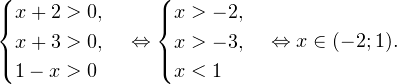 { x + 2 > 0, x + 3 > 0, 1 − x > 0 ⇔ { x > −2, x > −3, x < 1 ⇔ x ∈ (−2; 1).